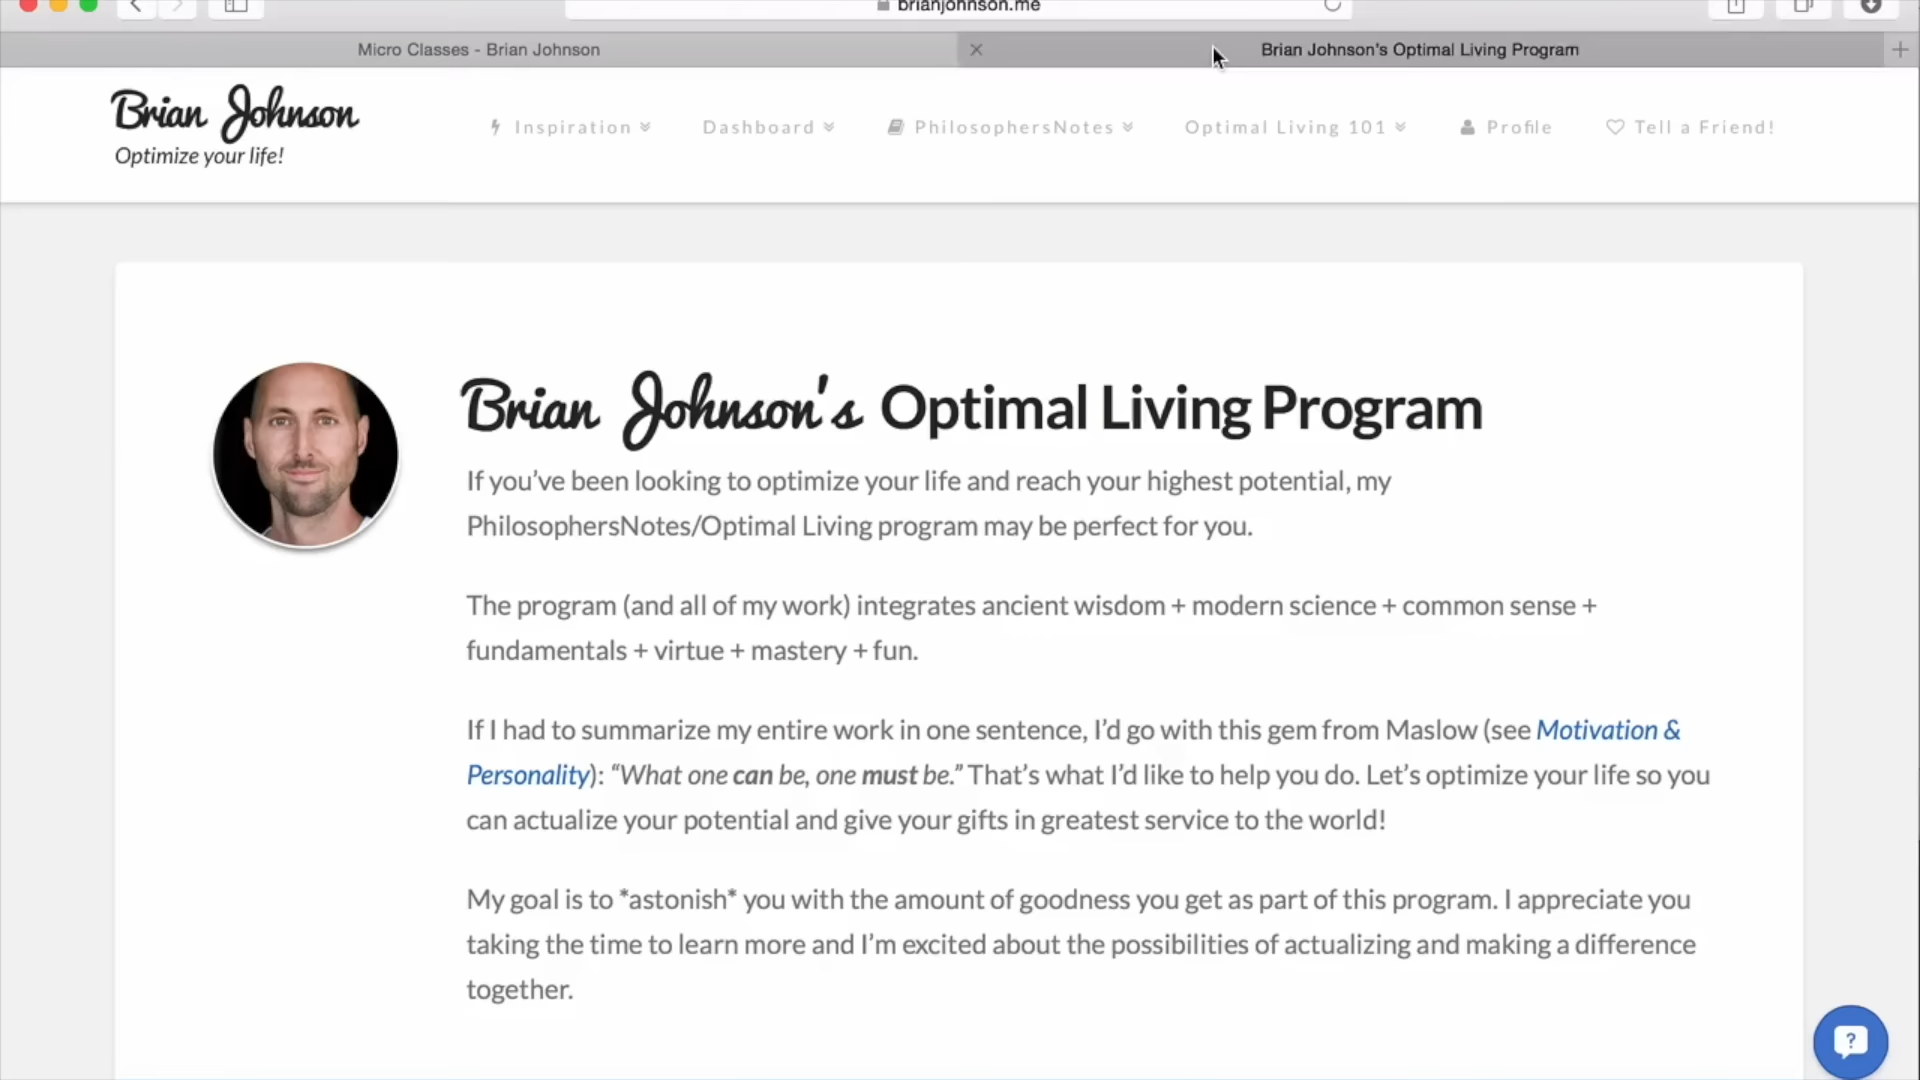 brianjohnson.me
Micro Classes - Brian Johnson
Brian Johnson's Optimal Living Program
Brian Johnson
Optimize your life!
Inspiration
Dashboard
PhilosophersNotes
Optimal Living 101
Profile
Tell a Friend!
Brian Johnson's Optimal Living Program
If you’ve been looking to optimize your life and reach your highest potential, my
PhilosophersNotes/Optimal Living program may be perfect for you.
The program (and all of my work) integrates ancient wisdom + modern science + common sense +
fundamentals + virtue + mastery + fun.
If I had to summarize my entire work in one sentence, I’d go with this gem from Maslow (see Motivation &
Personality): “What one can be, one must be.” That’s what I’d like to help you do. Let’s optimize your life so you
can actualize your potential and give your gifts in greatest service to the world!
My goal is to *astonish* you with the amount of goodness you get as part of this program. I appreciate you
taking the time to learn more and I’m excited about the possibilities of actualizing and making a difference
together.
?